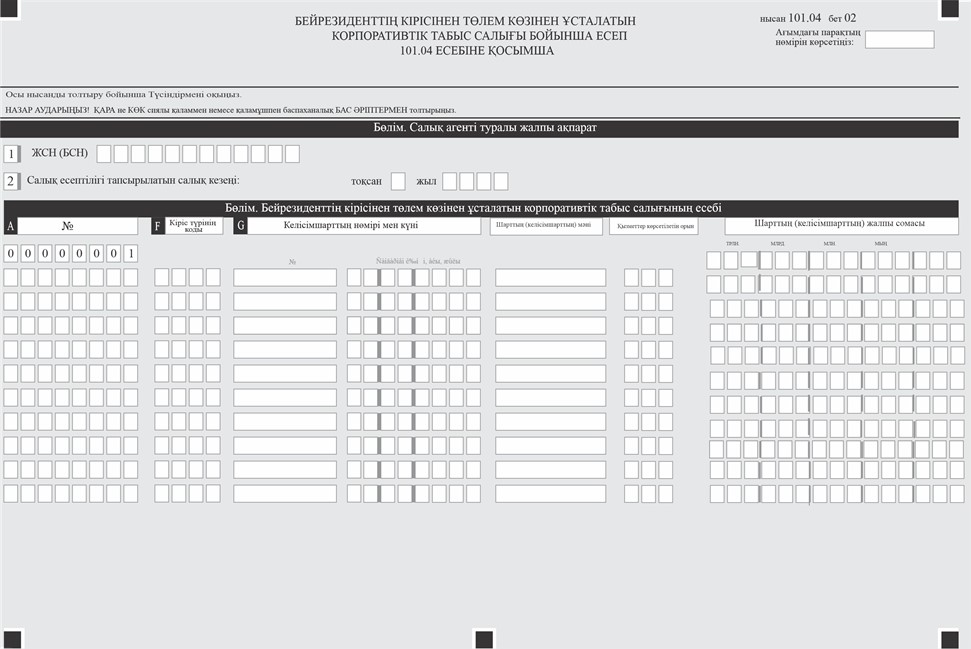 БЕЙРЕЗИДЕНТТІҢ КІРІСІНЕН ТӨЛЕМ КӨЗІНЕН ҰСТАЛАТЫН
КОРПОРАТИВТІК ТАБЫС САЛЫҒЫ БОЙЫНША ЕСЕП
101.04 ЕСЕБІНЕ ҚОСЫМША
нысан 101.04 бет 02
Ағымдағы парақтың
нөмірін көрсетіңіз:
Осы нысанды толтыру бойынша Түсіндірмені оқыңыз.
НАЗАР АУДАРЫҢЫЗ! ҚАРА не КӨК сиялы қаламмен немесе қаламұшпен баспаханалық БАС ӘРІПТЕРМЕН толтырыңыз.
Бөлім. Салық агенті туралы жалпы ақпарат
1 ЖСН (БСН)
2 Салық есептілігі тапсырылатын салық кезеңі: тоқсан жыл
Бөлім. Бейрезиденттің кірісінен төлем көзінен ұсталатын корпоративтік табыс салығының есебі
A № F Кіріс түрінің коды G Келісімшарттың нөмірі мен күні Шарттың (келісімшарттың) мәні Қызметтер көрсетілетін орын Шарттың (келісімшарттың) жалпы сомасы
трлн млрд млн мың
0 0 0 0 0 0 0 1
№